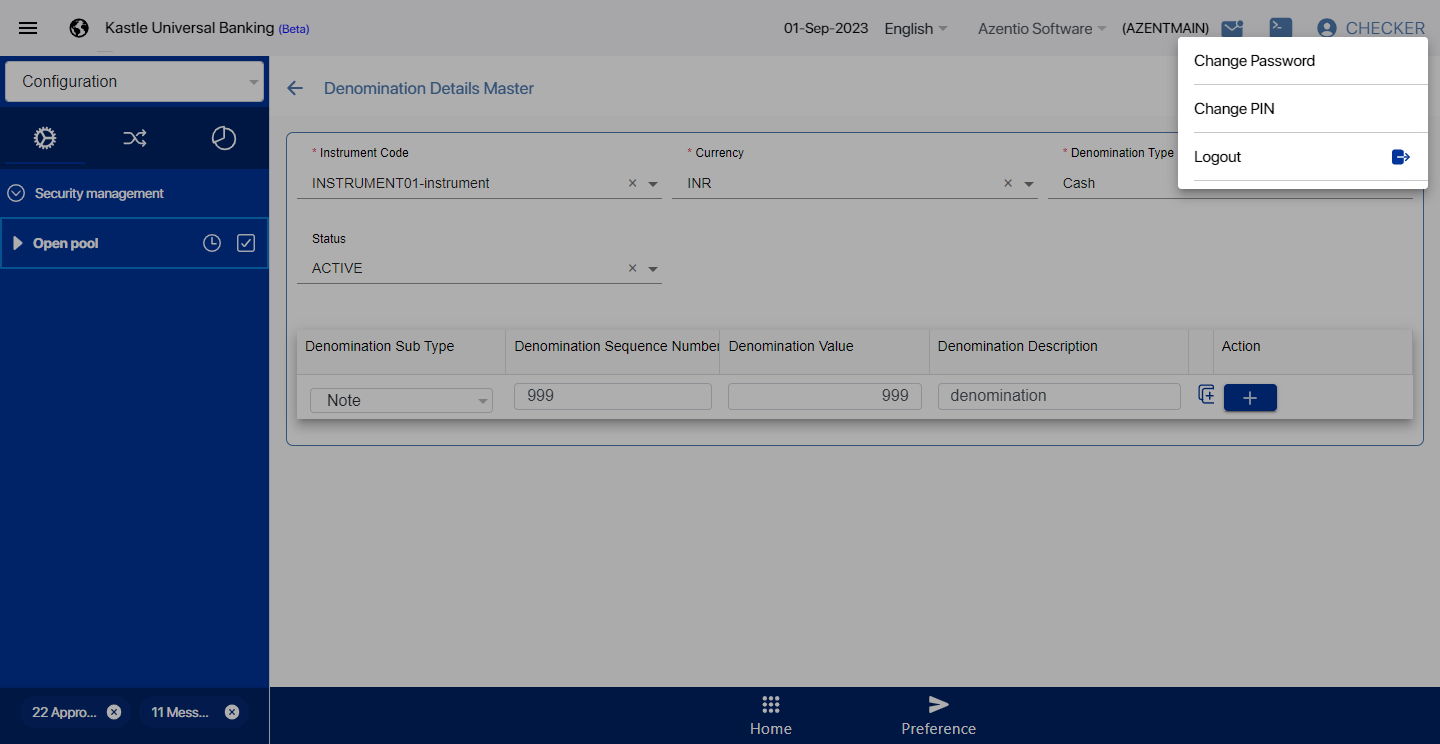 Kastle Universal Banking (Beta)
01-Sep-2023 English Azentio Software (AZENTMAIN) CHECKER
Change Password
Change PIN
Logout
Configuration
Security management
Open pool
Denomination Details Master
* Instrument Code * Currency * Denomination Type
INSTRUMENT01-instrument × INR × Cash
Status
ACTIVE ×
Denomination Sub Type Denomination Sequence Number Denomination Value Denomination Description Action
Note 999 999 denomination +
22 Appro... 11 Mess...
Home Preference